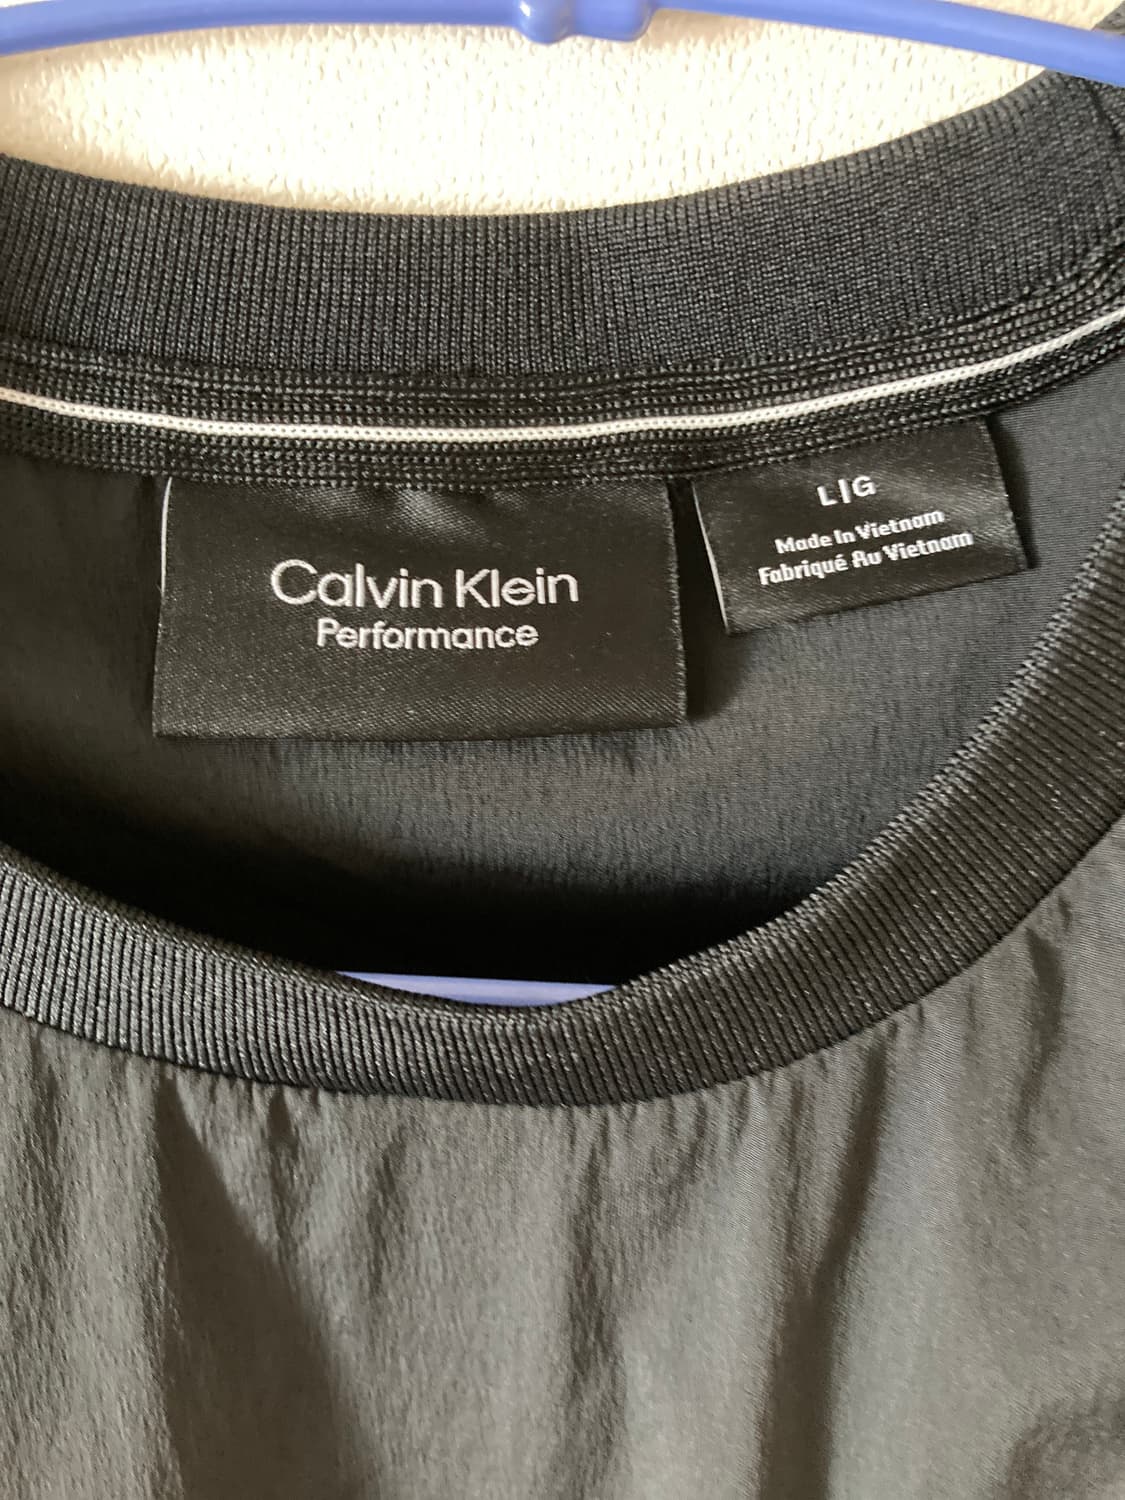 Calvin Klein
Performance
L|G
Made In Vietnam
Fabriqué Au Vietnam